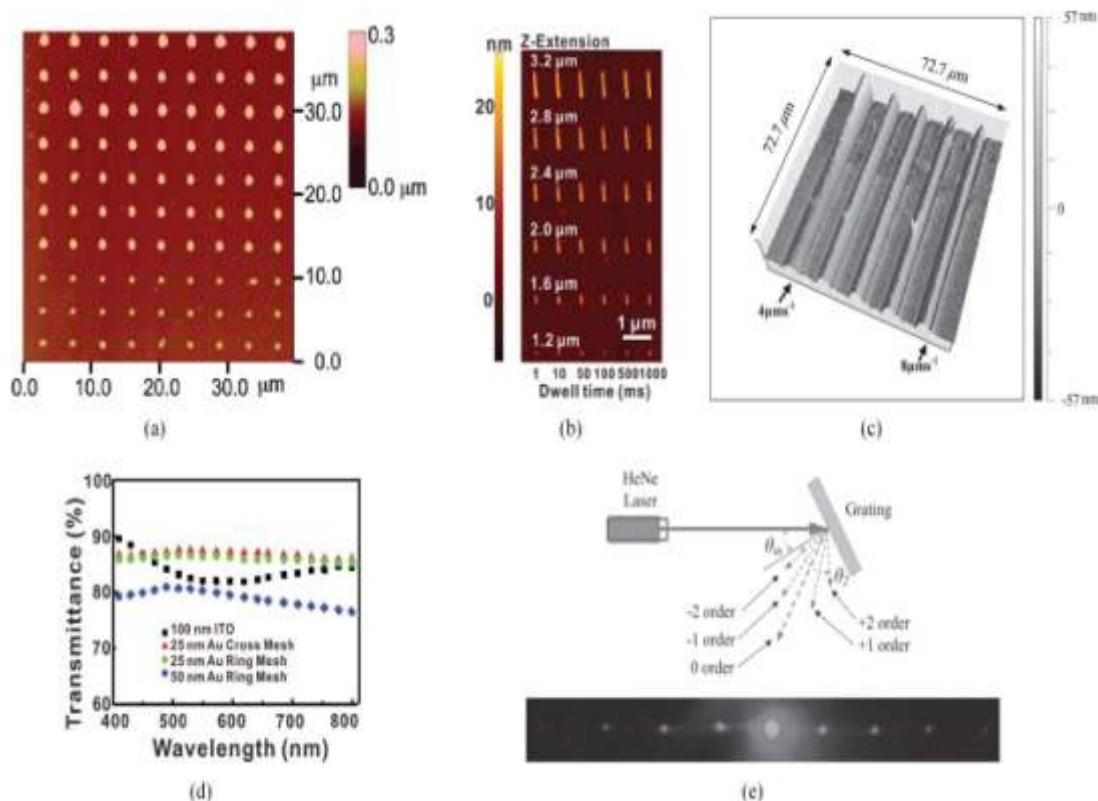 0.3
μm
30.0
20.0
0.0 μm
10.0
0.0
0.0 10.0 20.0 30.0 μm
(a)
nm
20
10
0
Z-Extension
3.2 μm
2.8 μm
2.4 μm
2.0 μm
1.6 μm
1 μm
1.2 μm
1 10 50 100 500 1000
Dwell time (ms)
(b)
72.7 μm
72.7 μm
4μms⁻¹
8μms⁻¹
57 nm
0
-57 nm
(c)
Transmittance (%)
100
90
80
70
60
100 nm ITO
25 nm Au Cross Mesh
25 nm Au Ring Mesh
50 nm Au Ring Mesh
400 500 600 700 800
Wavelength (nm)
(d)
HeNe
Laser
Grating
-2 order
-1 order
0 order
+2 order
+1 order
(e)